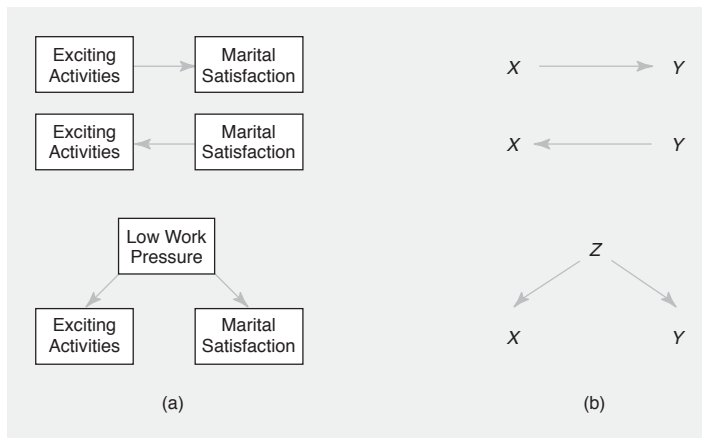 Exciting
Activities
Marital
Satisfaction
X
Y
Exciting
Activities
Marital
Satisfaction
X
Y
Low Work
Pressure
Z
Exciting
Activities
Marital
Satisfaction
X
Y
(a)
(b)